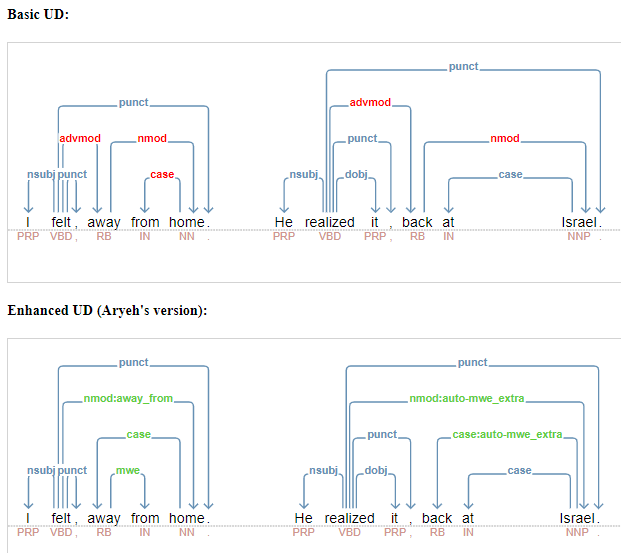 Basic UD:
punct
punct
advmod
advmod nmod
punct
nmod
nsubj punct
case
nsubj
dobj
case
I felt , away from home .
He realized it , back at Israel .
PRP VBD , RB IN NN .
PRP VBD PRP , RB IN NNP .
Enhanced UD (Aryeh's version):
punct
punct
nmod:away_from
nmod:auto-mwe_extra
case
punct
case:auto-mwe_extra
nsubj punct
mwe
nsubj
dobj
case
I felt , away from home .
He realized it , back at Israel .
PRP VBD , RB IN NN .
PRP VBD PRP , RB IN NNP .